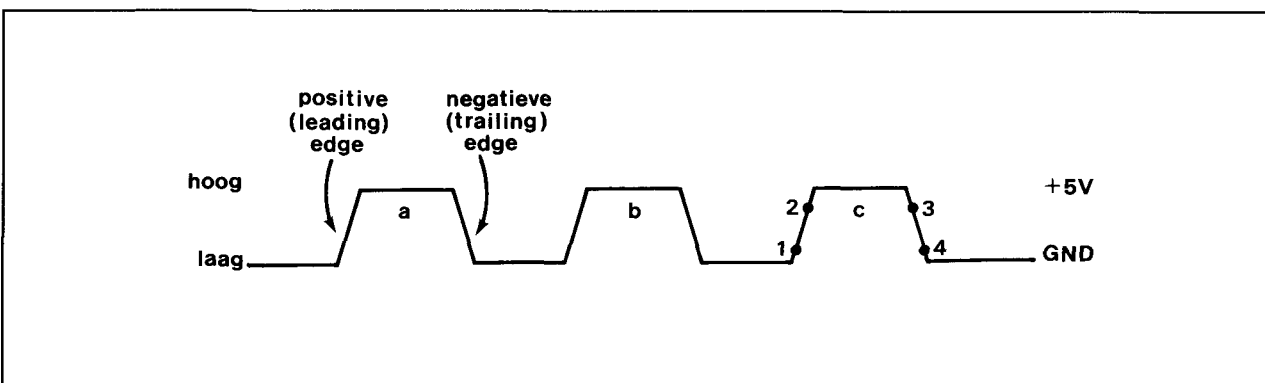 positive
(leading)
edge
negatieve
(trailing)
edge
hoog
a
b
2
c
3
+5V
laag
1
4
GND